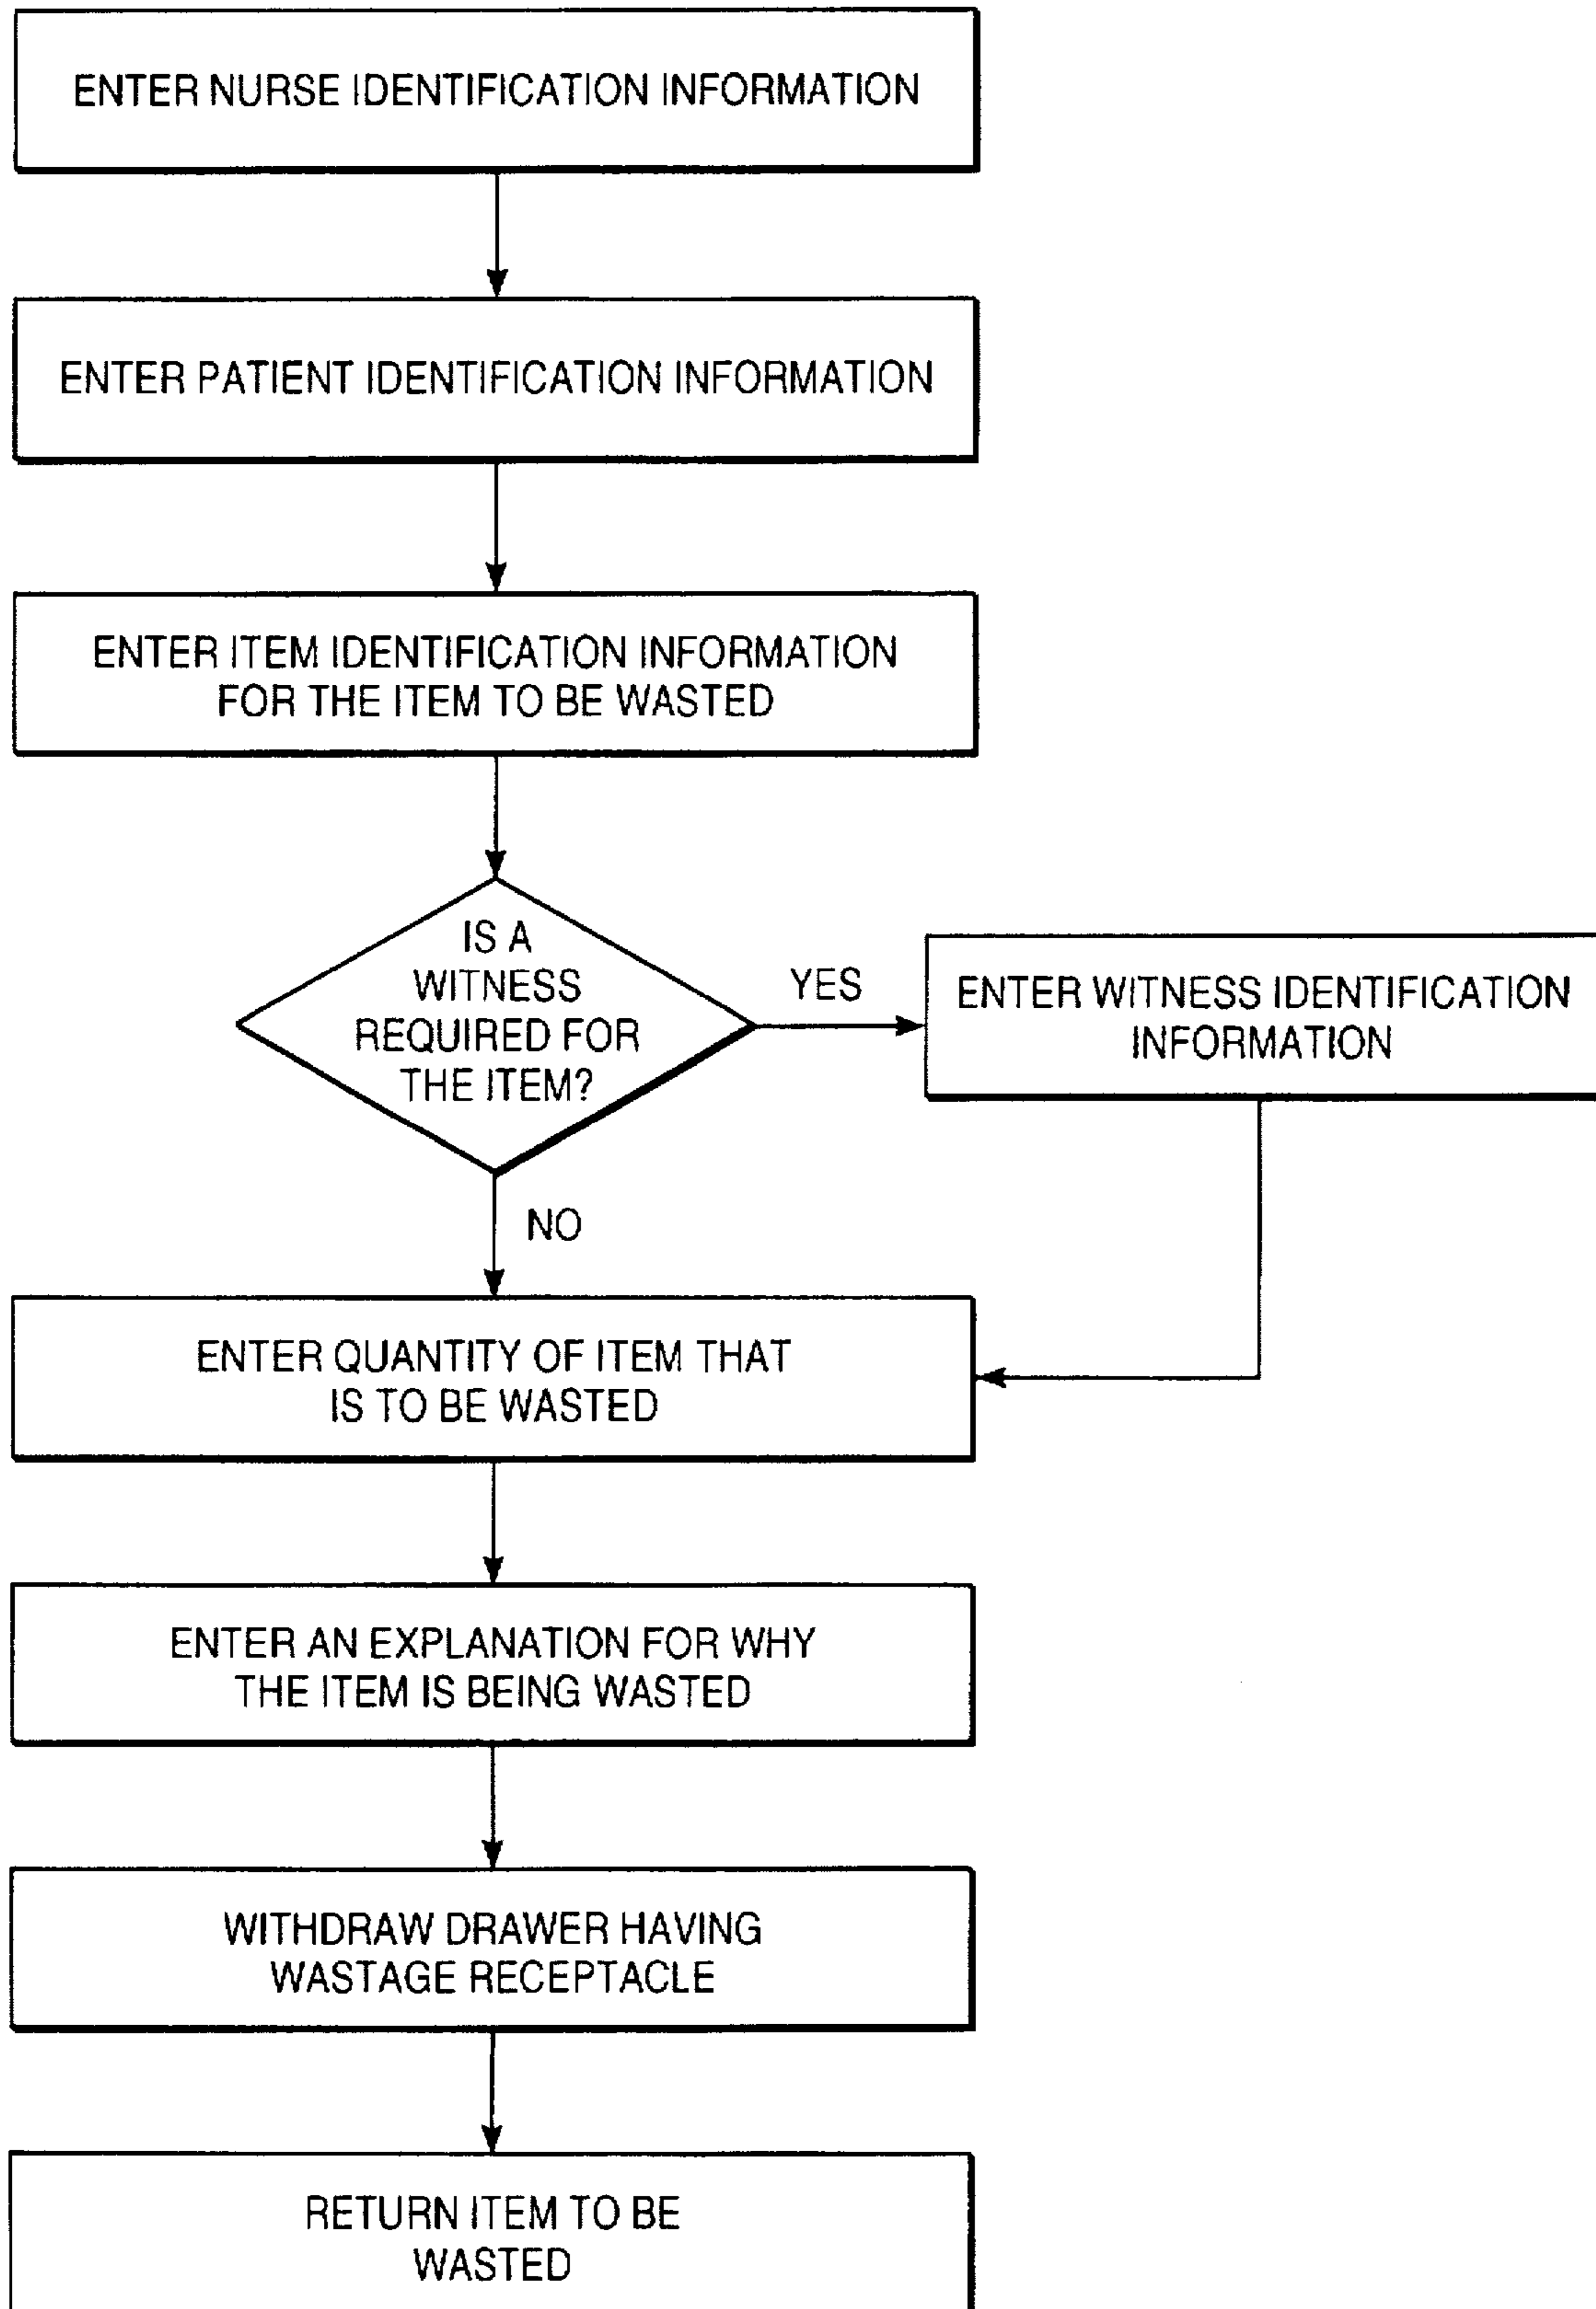 ENTER NURSE IDENTIFICATION INFORMATION
ENTER PATIENT IDENTIFICATION INFORMATION
ENTER ITEM IDENTIFICATION INFORMATION
FOR THE ITEM TO BE WASTED
IS A
WITNESS
REQUIRED FOR
THE ITEM?
YES
ENTER WITNESS IDENTIFICATION
INFORMATION
NO
ENTER QUANTITY OF ITEM THAT
IS TO BE WASTED
ENTER AN EXPLANATION FOR WHY
THE ITEM IS BEING WASTED
WITHDRAW DRAWER HAVING
WASTAGE RECEPTACLE
RETURN ITEM TO BE
WASTED